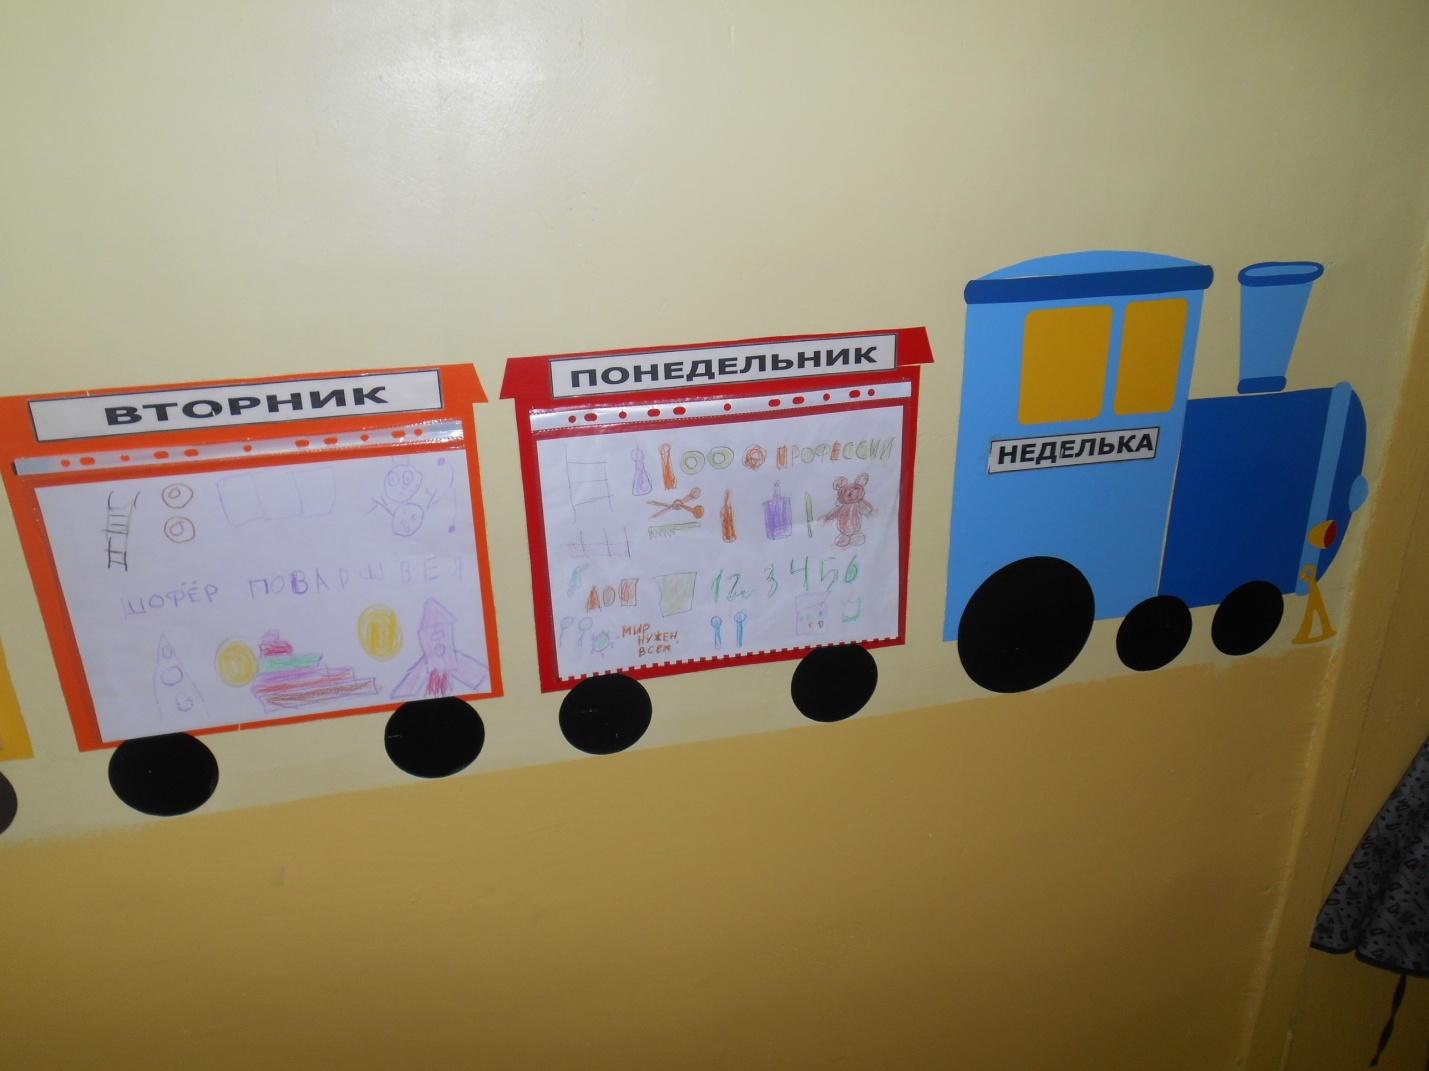 ВТОРНИК
ШОФЁР ПОВАР ШВЕЯ
ПОНЕДЕЛЬНИК
ПРОФЕССИИ
123456
МИР
НУЖЕН
ВСЕМ
НЕДЕЛЬКА